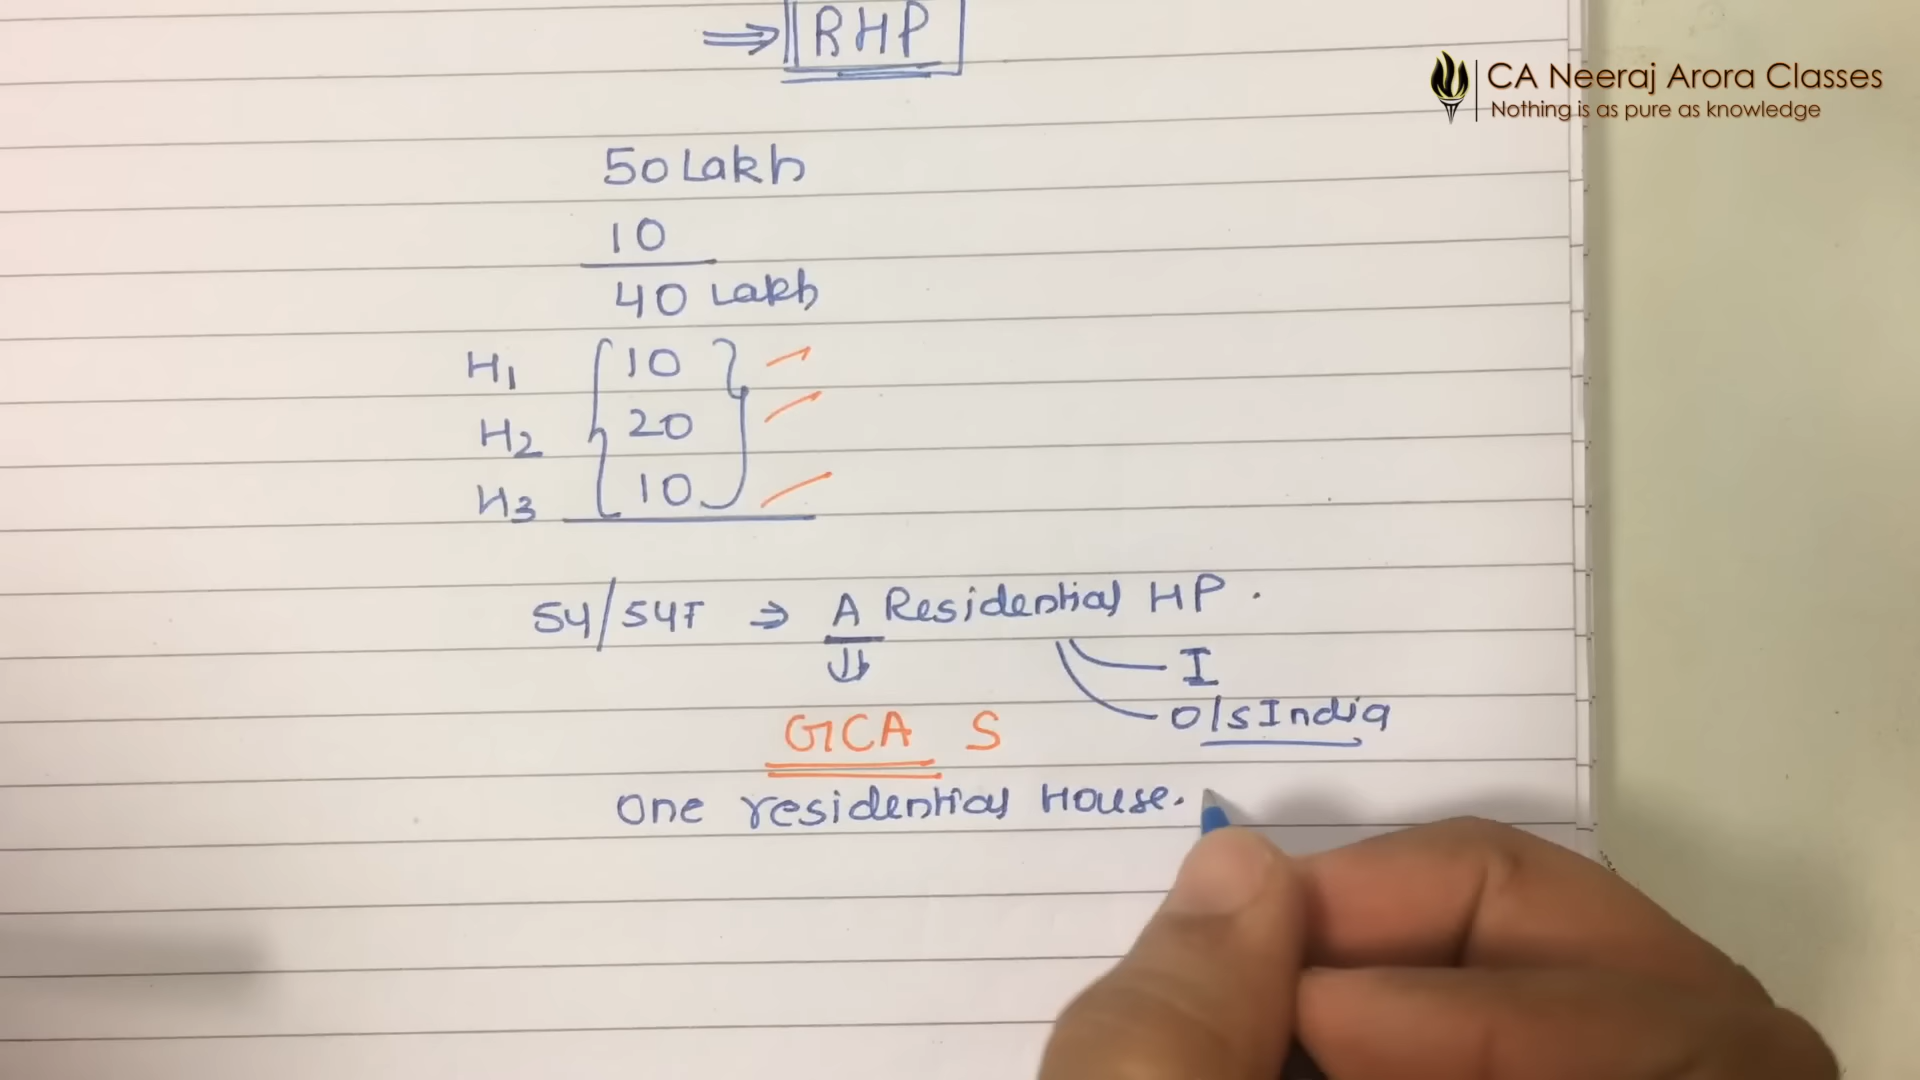 ⇒ RHP
CA Neeraj Arora Classes
Nothing is as pure as knowledge
50 Lakh
10
40 Lakh
H1 10
H2 20
H3 10
54/54F ⇒ A Residential HP.
I
O/s India
GCA S
One residential House.